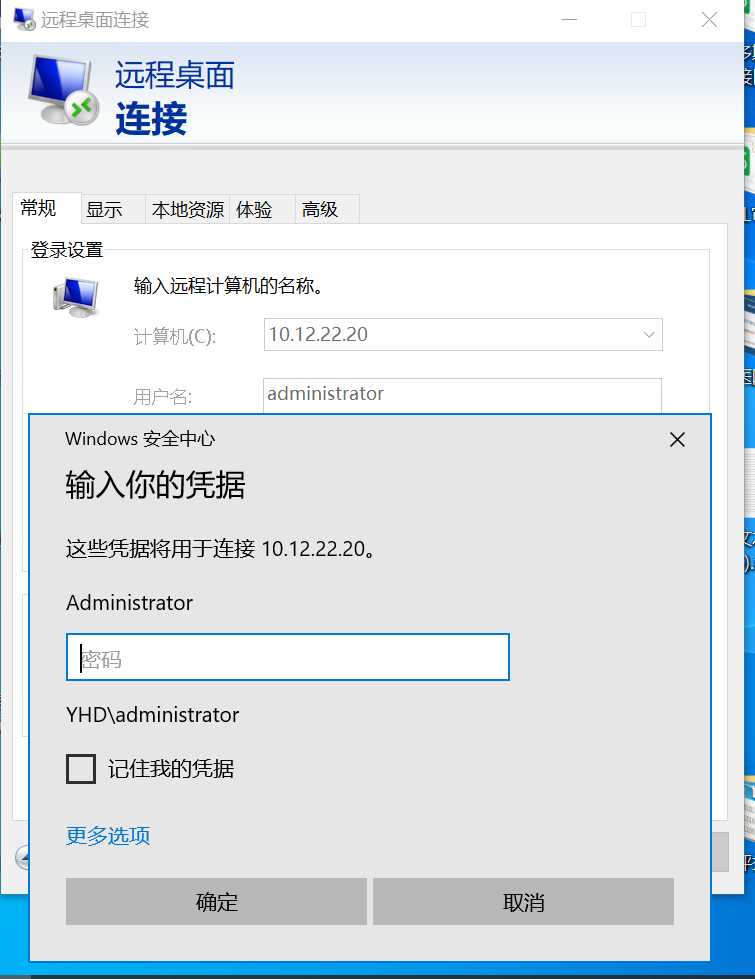 远程桌面连接
远程桌面
连接
常规 显示 本地资源 体验 高级
登录设置
输入远程计算机的名称。
计算机(C): 10.12.22.20
用户名: administrator
Windows 安全中心
输入你的凭据
这些凭据将用于连接 10.12.22.20。
Administrator
密码
YHD\administrator
记住我的凭据
更多选项
确定 取消